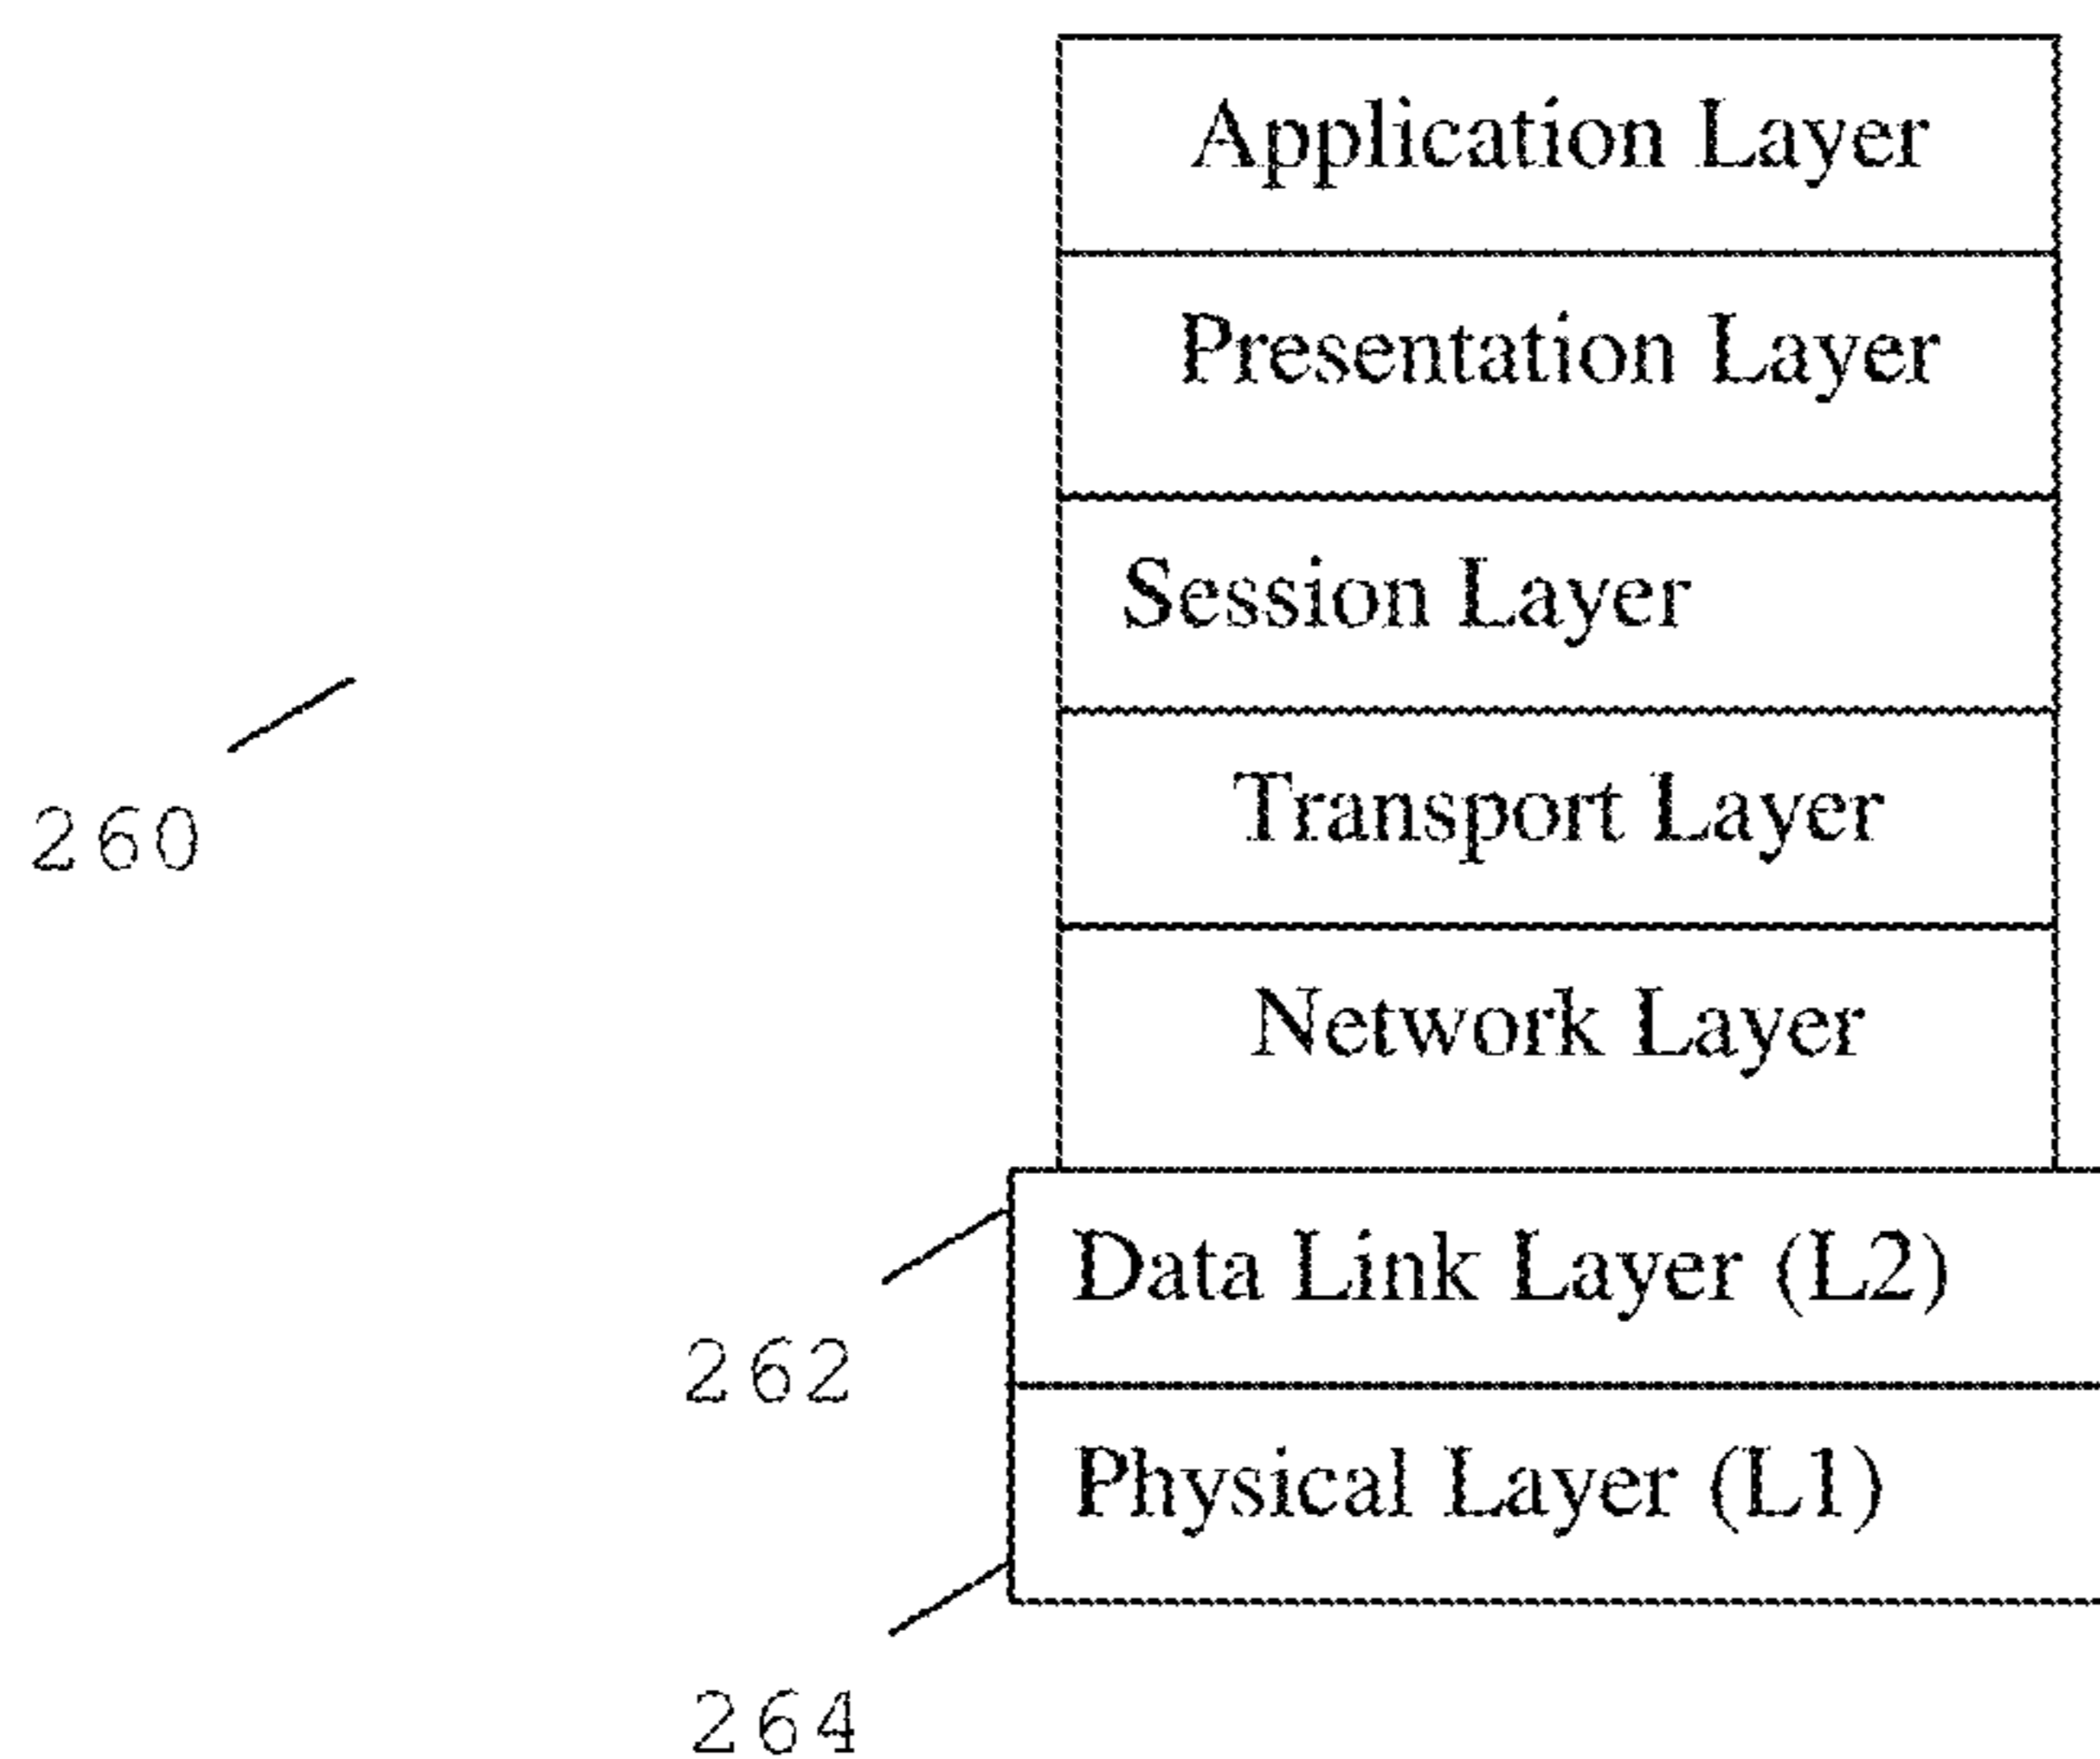 Application Layer
Presentation Layer
Session Layer
Transport Layer
260
Network Layer
Data Link Layer (L2)
262
Physical Layer (L1)
264